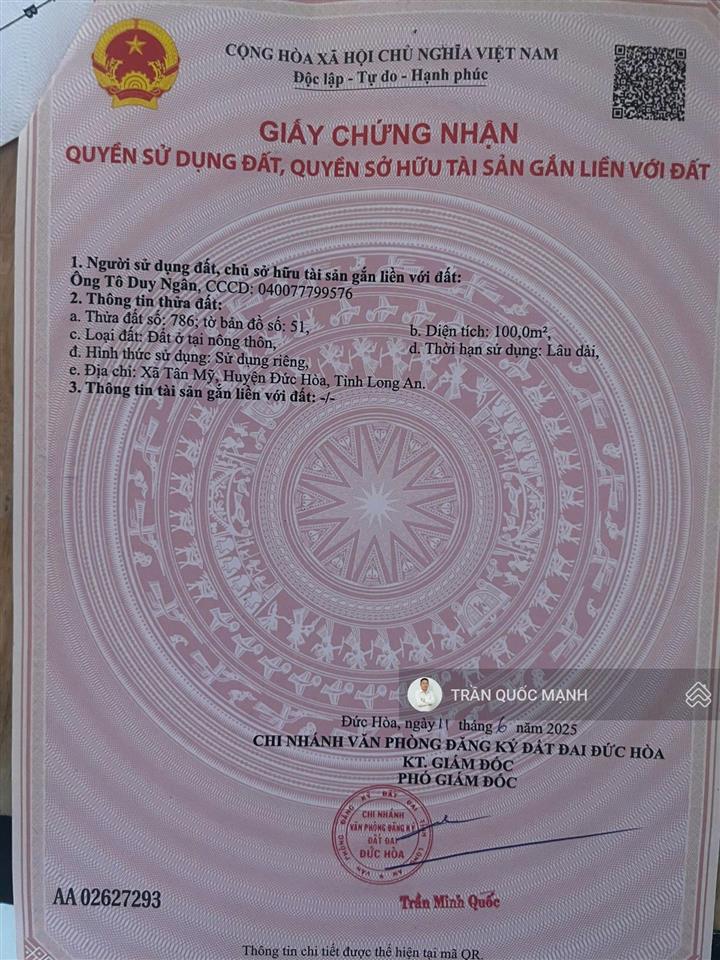 CỘNG HÒA XÃ HỘI CHỦ NGHĨA VIỆT NAM
Độc lập - Tự do - Hạnh phúc
GIẤY CHỨNG NHẬN
QUYỀN SỬ DỤNG ĐẤT, QUYỀN SỞ HỮU TÀI SẢN GẮN LIỀN VỚI ĐẤT
1. Người sử dụng đất, chủ sở hữu tài sản gắn liền với đất:
Ông Tô Duy Ngân, CCCD: 040077799576
2. Thông tin thửa đất:
a. Thửa đất số: 786; tờ bản đồ số: 51, b. Diện tích: 100,0m²,
c. Loại đất: Đất ở tại nông thôn, d. Thời hạn sử dụng: Lâu dài,
đ. Hình thức sử dụng: Sử dụng riêng,
e. Địa chỉ: Xã Tân Mỹ, Huyện Đức Hòa, Tỉnh Long An.
3. Thông tin tài sản gắn liền với đất: -/-
TRẦN QUỐC MẠNH
Đức Hòa, ngày 11 tháng 6 năm 2025
CHI NHÁNH VĂN PHÒNG ĐĂNG KÝ ĐẤT ĐAI ĐỨC HÒA
KT. GIÁM ĐỐC
PHÓ GIÁM ĐỐC
CHI NHÁNH
VĂN PHÒNG ĐĂNG KÝ
ĐẤT ĐAI
ĐỨC HÒA
AA 02627293
Trần Minh Quốc
Thông tin chi tiết được thể hiện tại mã QR